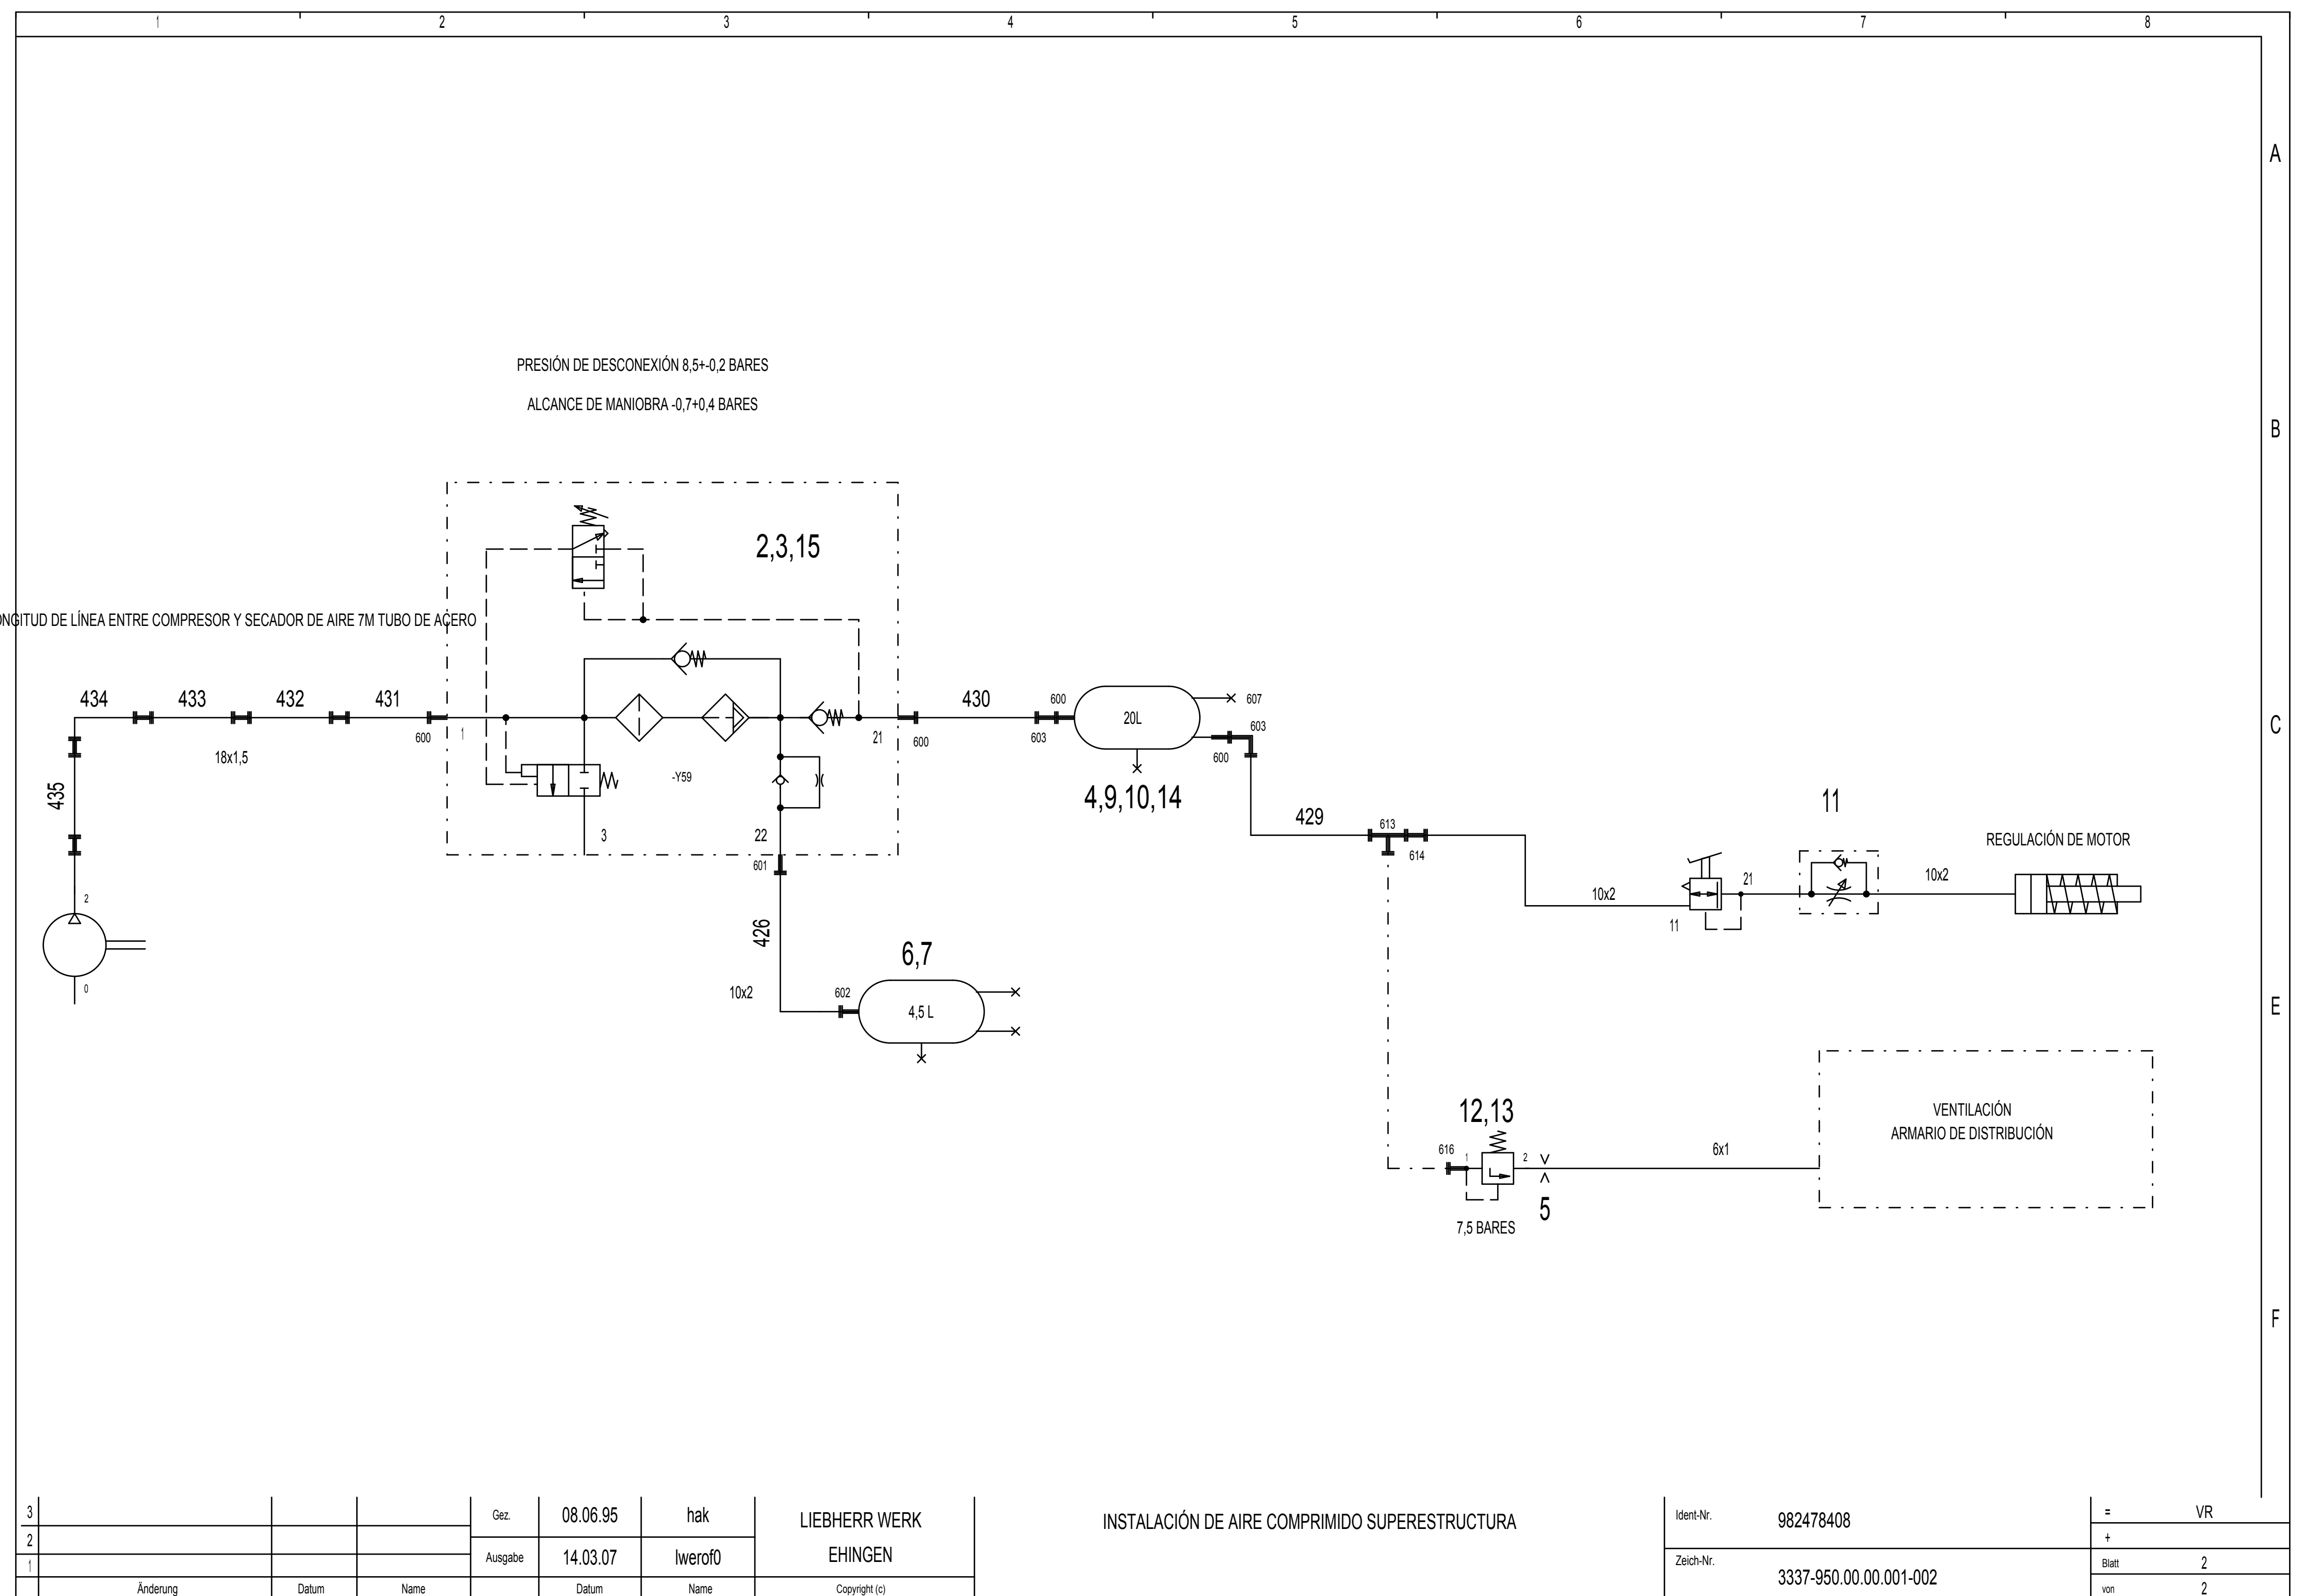 1 2 3 4 5 6 7 8
A
B
C
E
F
PRESIÓN DE DESCONEXIÓN 8,5+-0,2 BARES
ALCANCE DE MANIOBRA -0,7+0,4 BARES
2,3,15
ONGITUD DE LÍNEA ENTRE COMPRESOR Y SECADOR DE AIRE 7M TUBO DE ACERO
434 433 432 431
18x1,5
600
1
435
2
0
-Y59
3
22
21
600
430
603
600
20L
607
603
600
4,9,10,14
601
426
10x2
602
6,7
4,5 L
429
613
614
10x2
11
21
11
10x2
REGULACIÓN DE MOTOR
12,13
616
1
2
5
7,5 BARES
6x1
VENTILACIÓN
ARMARIO DE DISTRIBUCIÓN
3
2
1
Änderung Datum Name
Gez. 08.06.95 hak
Ausgabe 14.03.07 lwerof0
Datum Name
LIEBHERR WERK
EHINGEN
Copyright (c)
INSTALACIÓN DE AIRE COMPRIMIDO SUPERESTRUCTURA
Ident-Nr. 982478408
Zeich-Nr. 3337-950.00.00.001-002
= VR
+
Blatt 2
von 2